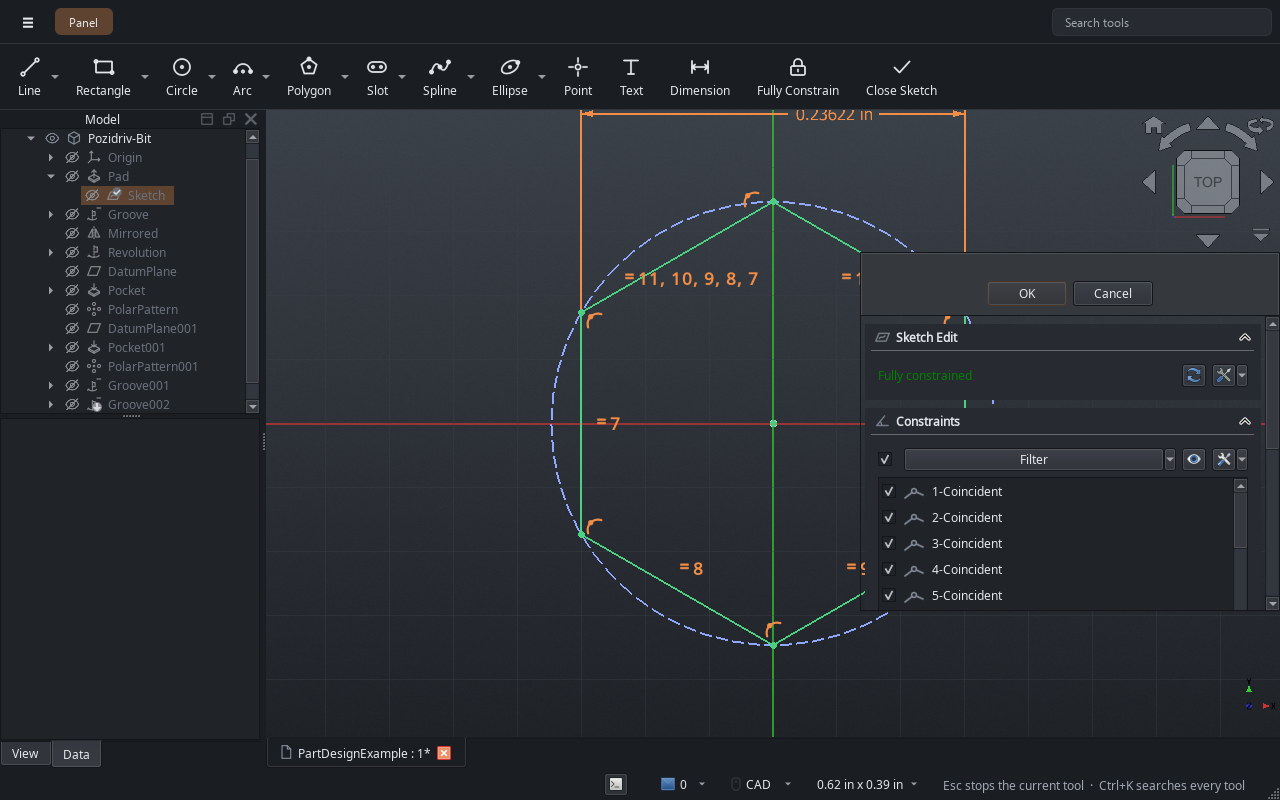 Panel
Search tools
Line
Rectangle
Circle
Arc
Polygon
Slot
Spline
Ellipse
Point
Text
Dimension
Fully Constrain
Close Sketch
Model
Pozidriv-Bit
Origin
Pad
Sketch
Groove
Mirrored
Revolution
DatumPlane
Pocket
PolarPattern
DatumPlane001
Pocket001
PolarPattern001
Groove001
Groove002
0.23622 in
TOP
= 11, 10, 9, 8, 7
= 7
= 8
OK
Cancel
Sketch Edit
Fully constrained
Constraints
Filter
1-Coincident
2-Coincident
3-Coincident
4-Coincident
5-Coincident
View
Data
PartDesignExample : 1*
0
CAD
0.62 in x 0.39 in
Esc stops the current tool · Ctrl+K searches every tool